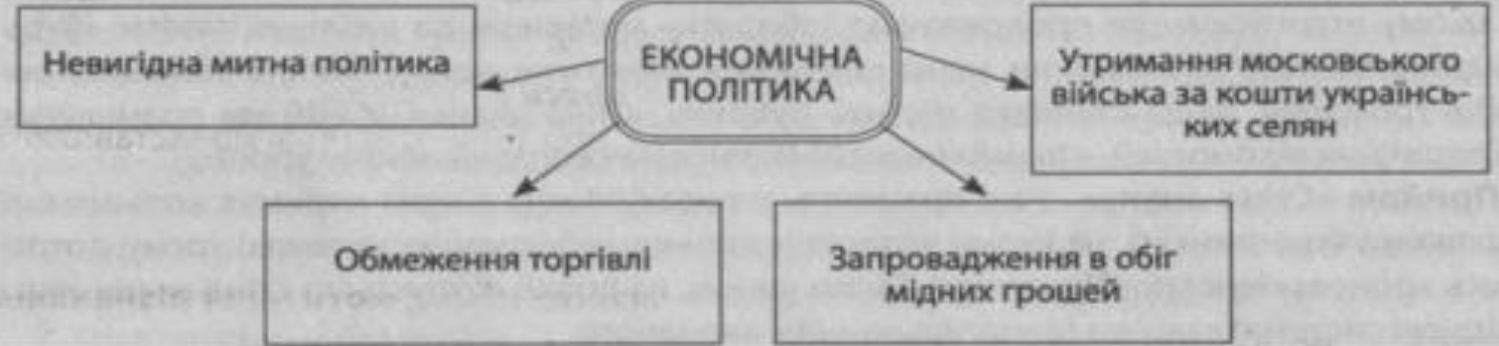 ЕКОНОМІЧНА
ПОЛІТИКА
Невигідна митна політика
Утримання московського
війська за кошти українсь-
ких селян
Обмеження торгівлі
Запровадження в обіг
мідних грошей